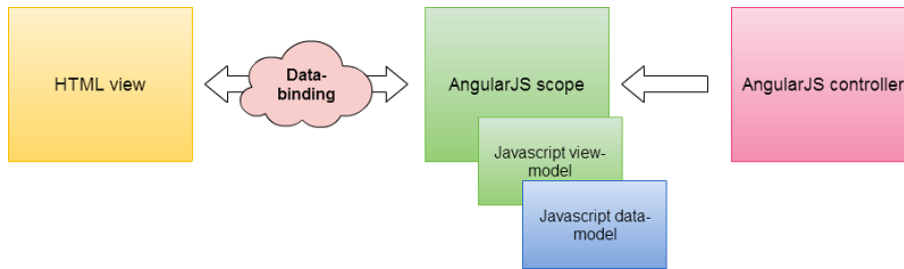 HTML view
Data-
binding
AngularJS scope
AngularJS controller
Javascript view-
model
Javascript data-
model